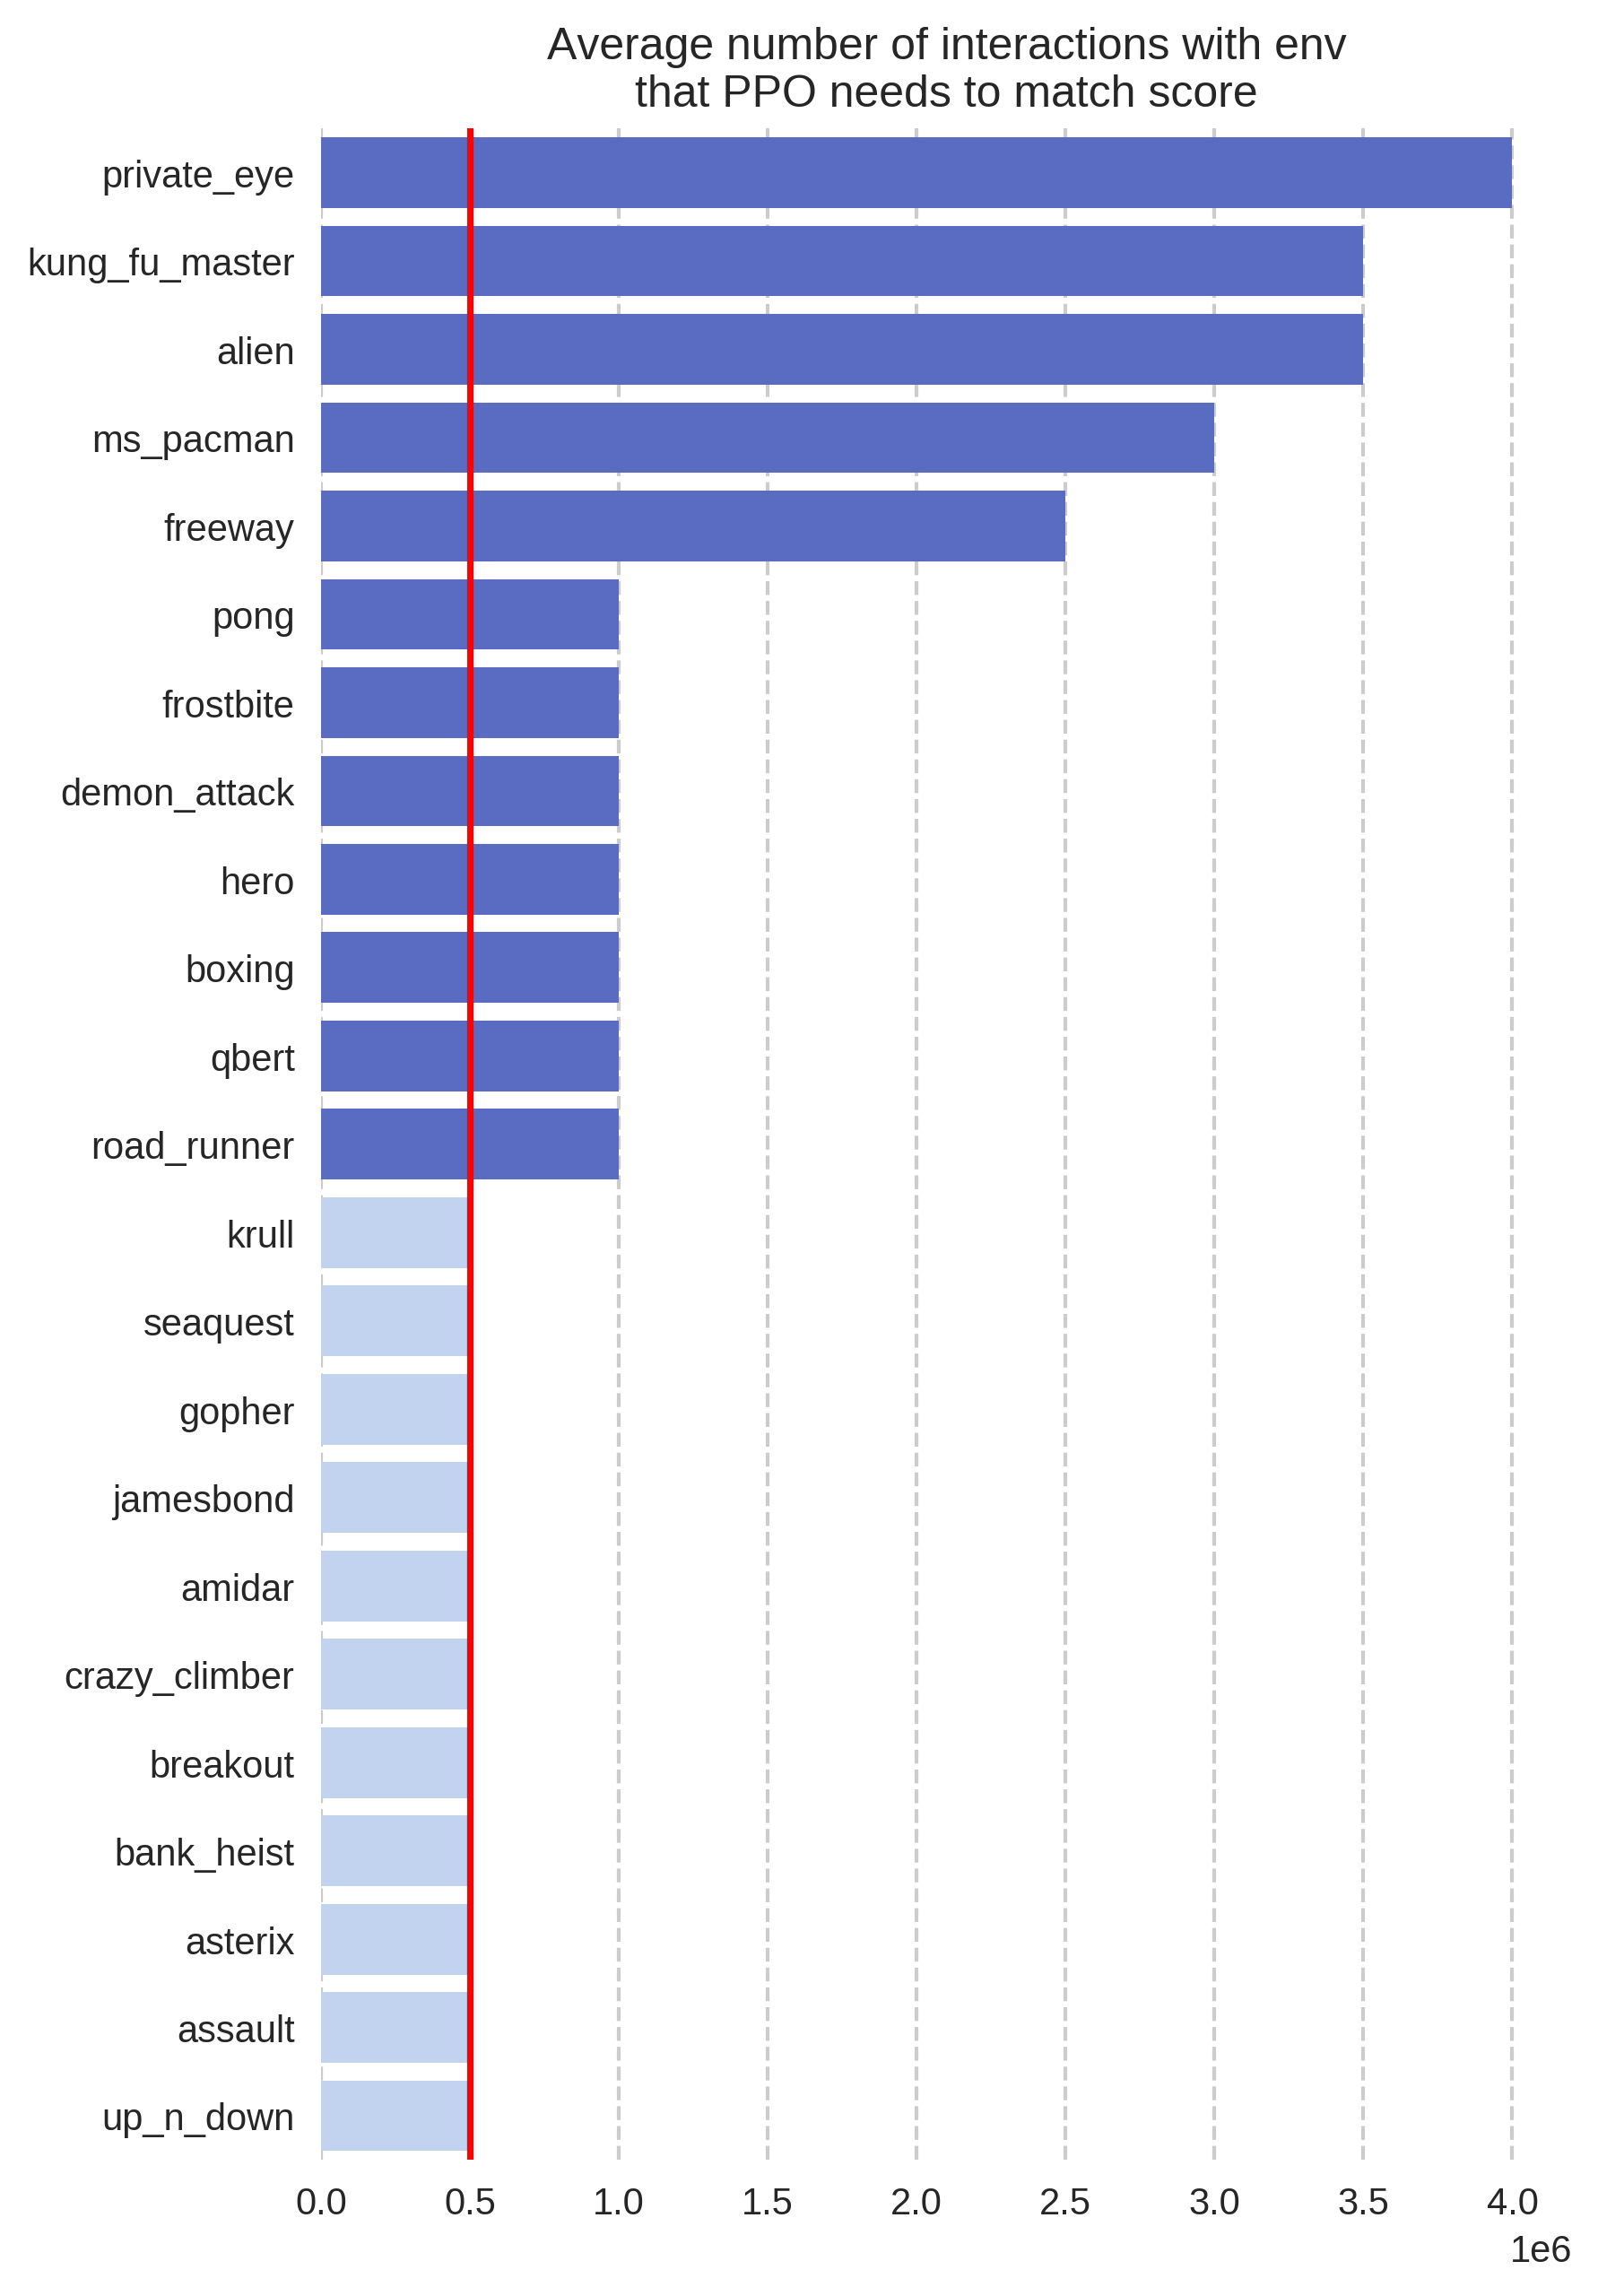 Average number of interactions with env
that PPO needs to match score
private_eye
kung_fu_master
alien
ms_pacman
freeway
pong
frostbite
demon_attack
hero
boxing
qbert
road_runner
krull
seaquest
gopher
jamesbond
amidar
crazy_climber
breakout
bank_heist
asterix
assault
up_n_down
0.0 0.5 1.0 1.5 2.0 2.5 3.0 3.5 4.0
1e6